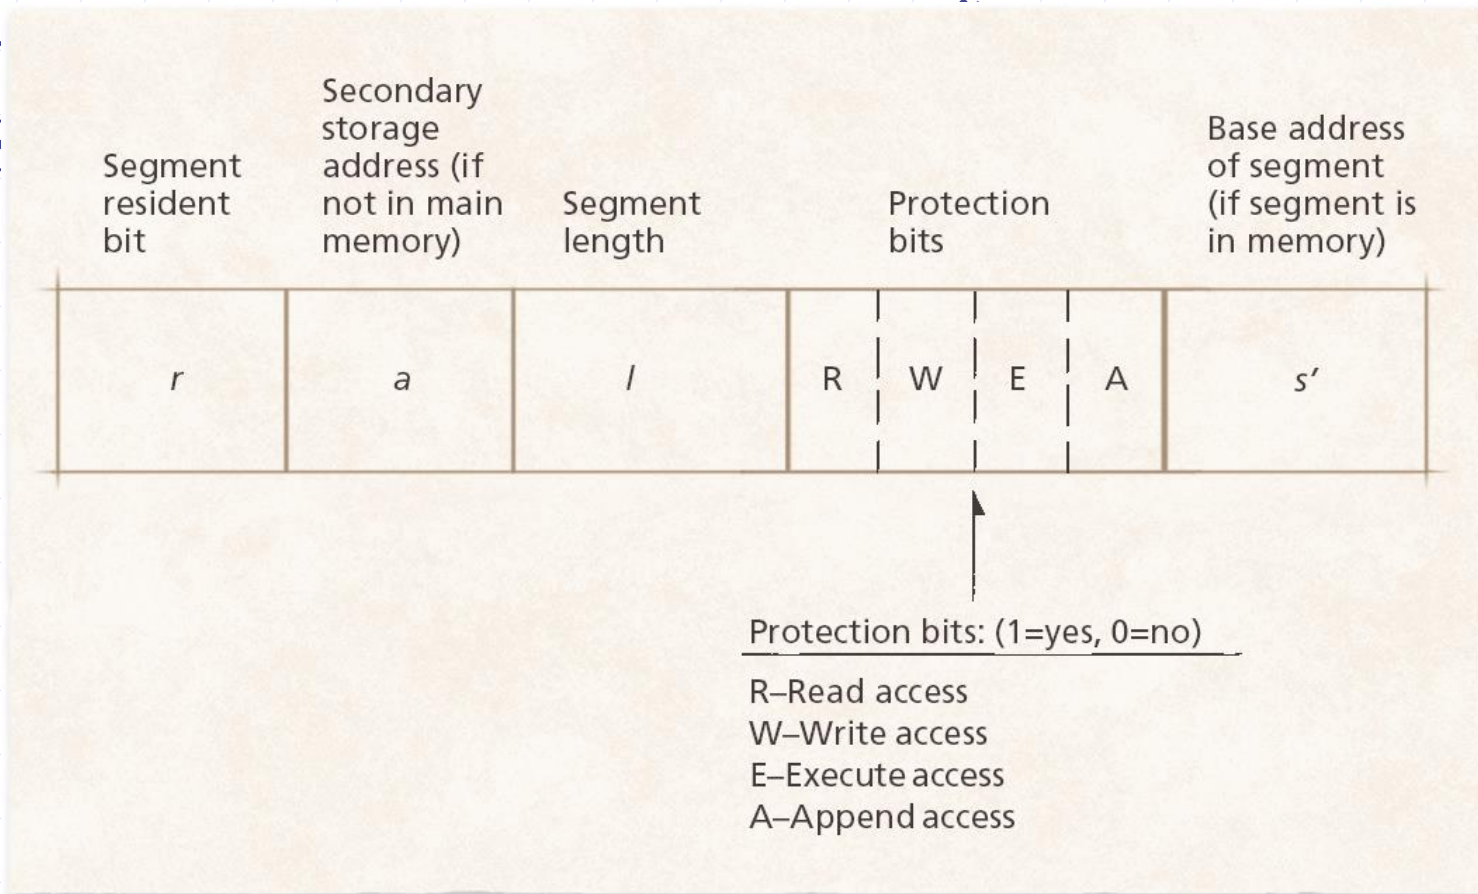 Segment
resident
bit
Secondary
storage
address (if
not in main
memory)
Segment
length
Protection
bits
Base address
of segment
(if segment is
in memory)
r
a
l
R
W
E
A
s′
Protection bits: (1=yes, 0=no)
R–Read access
W–Write access
E–Execute access
A–Append access